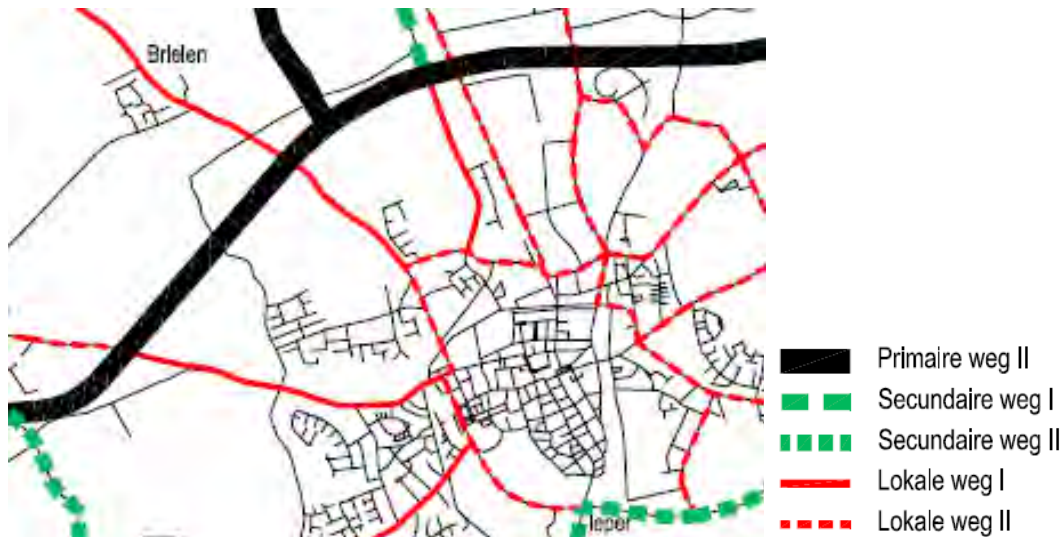 Brielen
Ieper
Primaire weg II
Secundaire weg I
Secundaire weg II
Lokale weg I
Lokale weg II